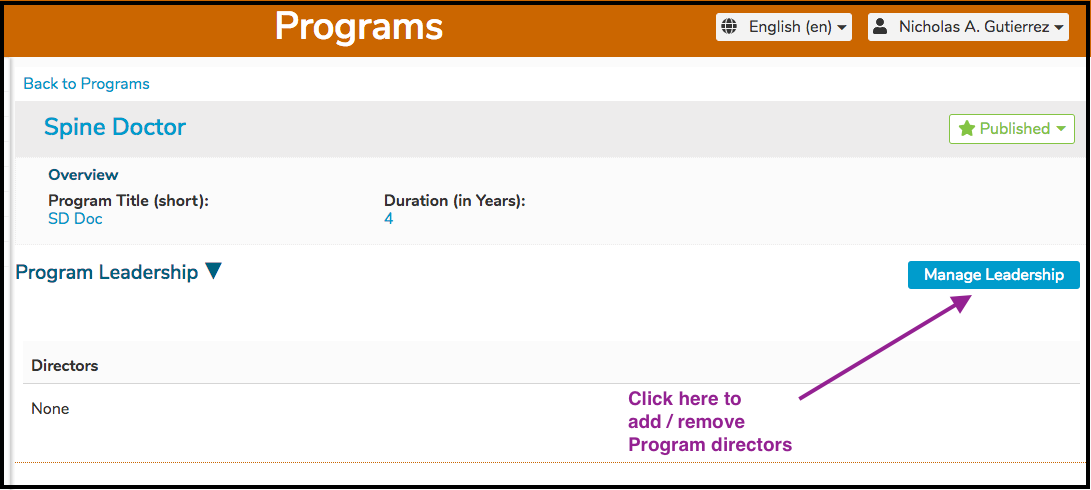 Programs
English (en)
Nicholas A. Gutierrez
Back to Programs
Spine Doctor
Published
Overview
Program Title (short):
SD Doc
Duration (in Years):
4
Program Leadership
Manage Leadership
Directors
None
Click here to
add / remove
Program directors